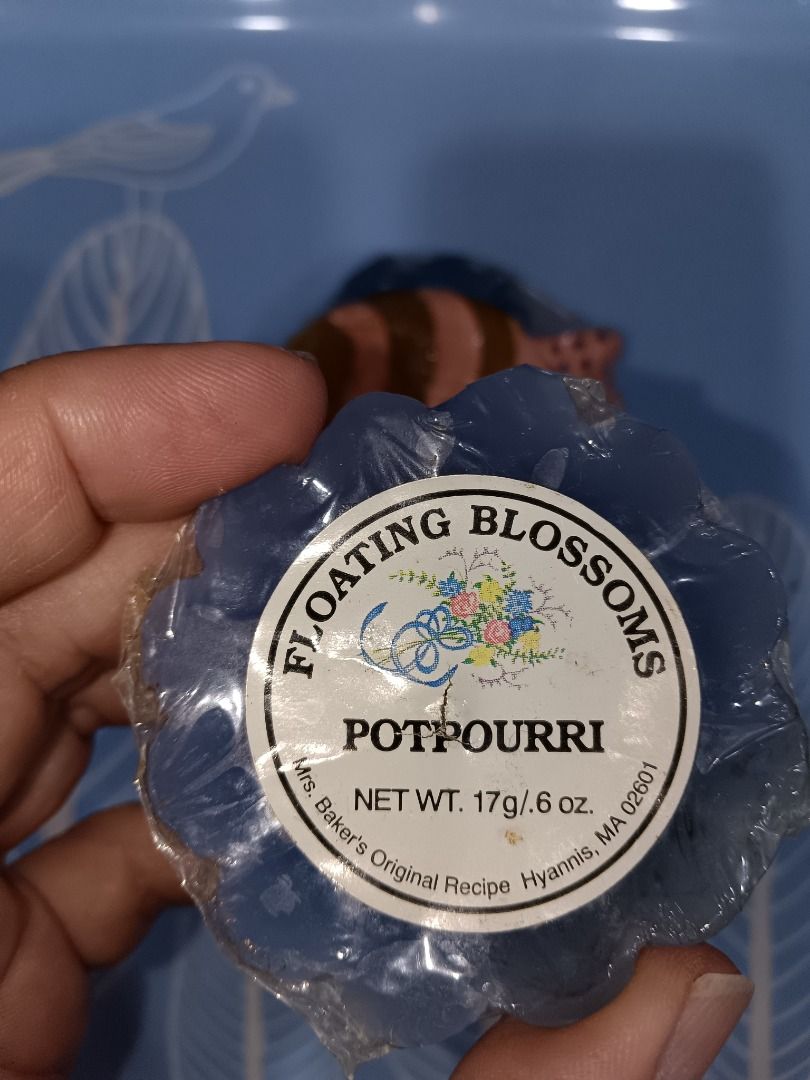 FLOATING BLOSSOMS
POTPOURRI
NET WT. 17g/.6 oz.
Mrs. Baker's Original Recipe Hyannis, MA 02601